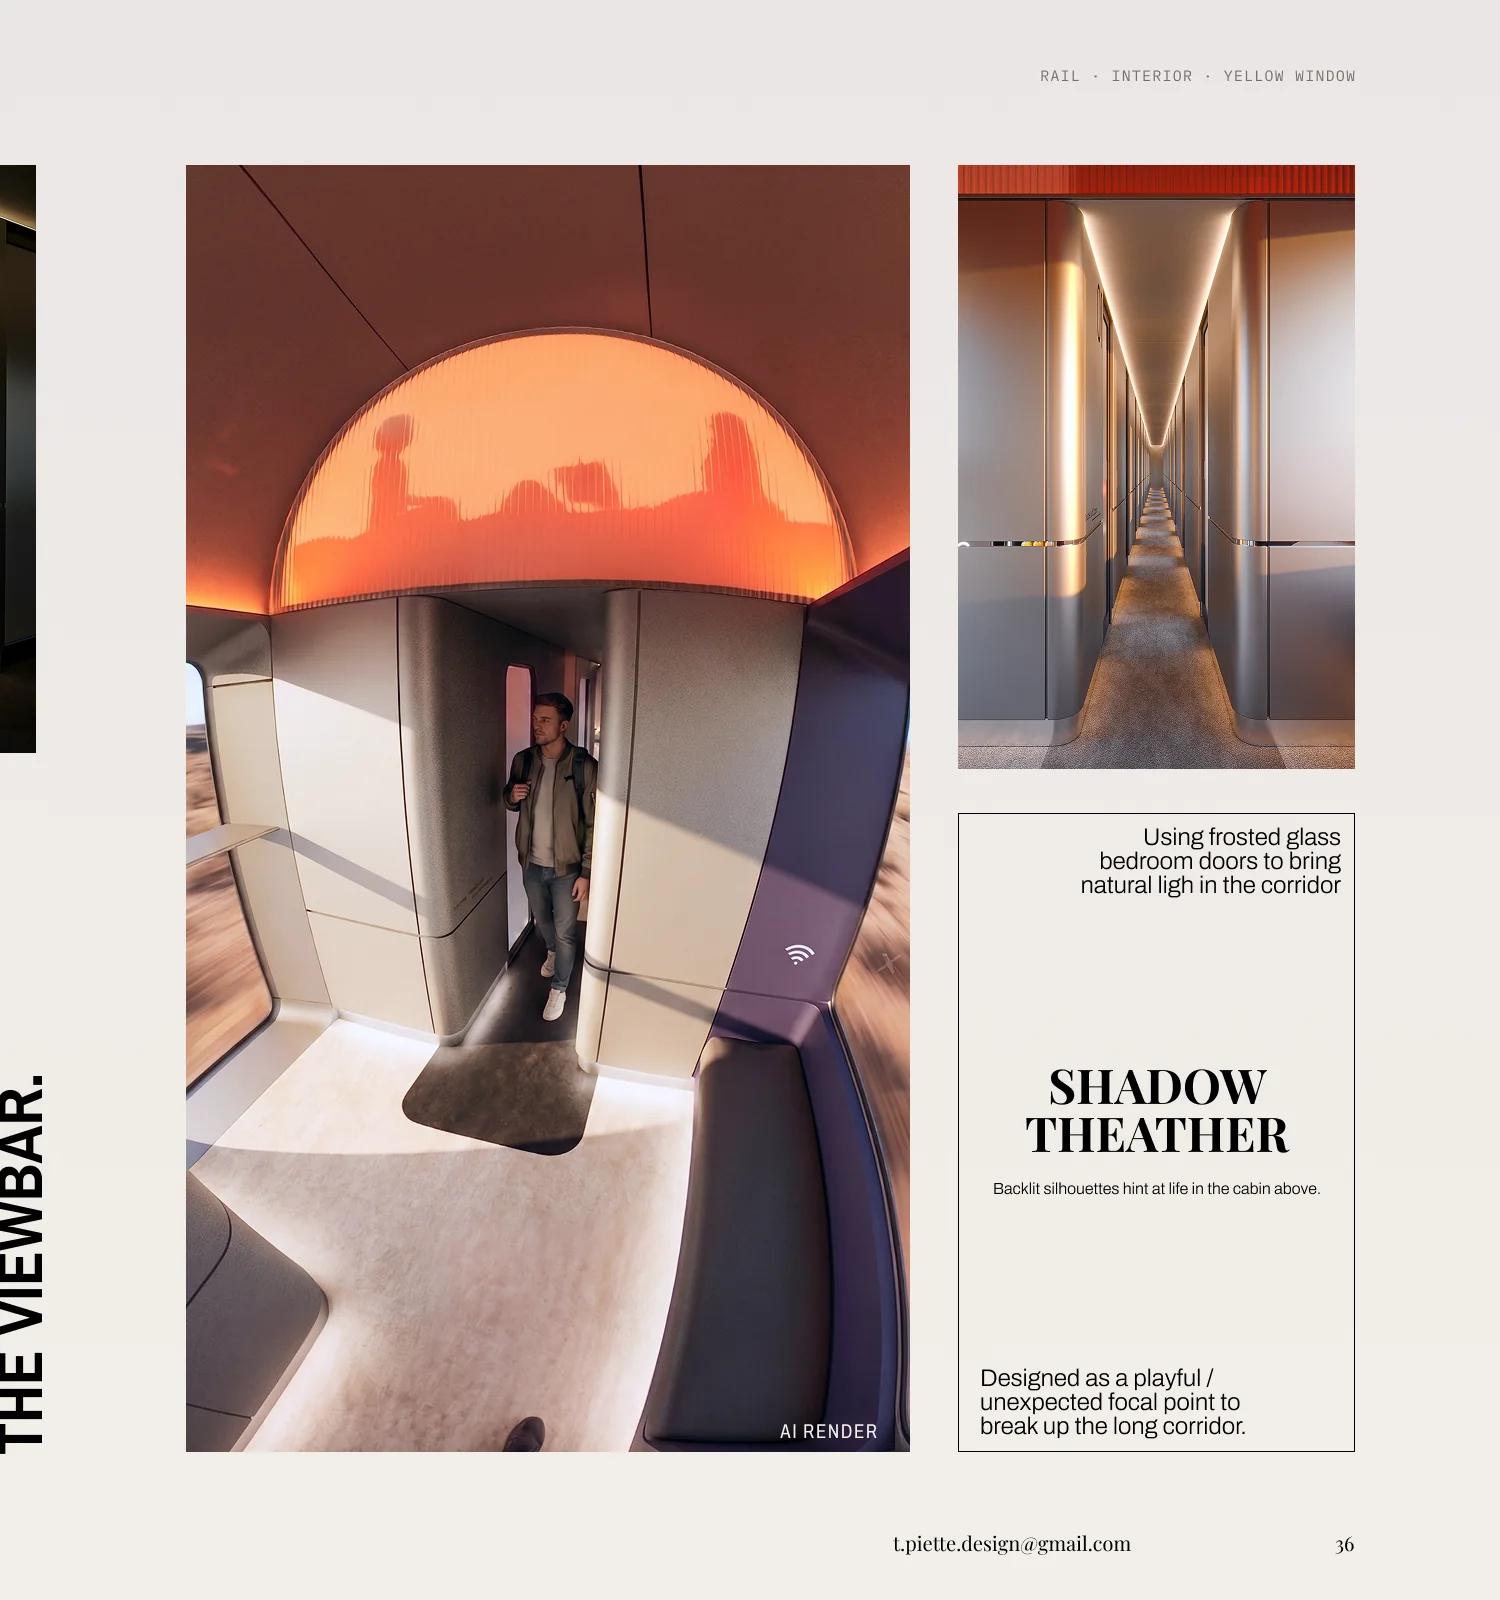 RAIL · INTERIOR · YELLOW WINDOW
THE VIEWBAR.
AI RENDER
Using frosted glass
bedroom doors to bring
natural ligh in the corridor
SHADOW
THEATHER
Backlit silhouettes hint at life in the cabin above.
Designed as a playful /
unexpected focal point to
break up the long corridor.
t.piette.design@gmail.com
36